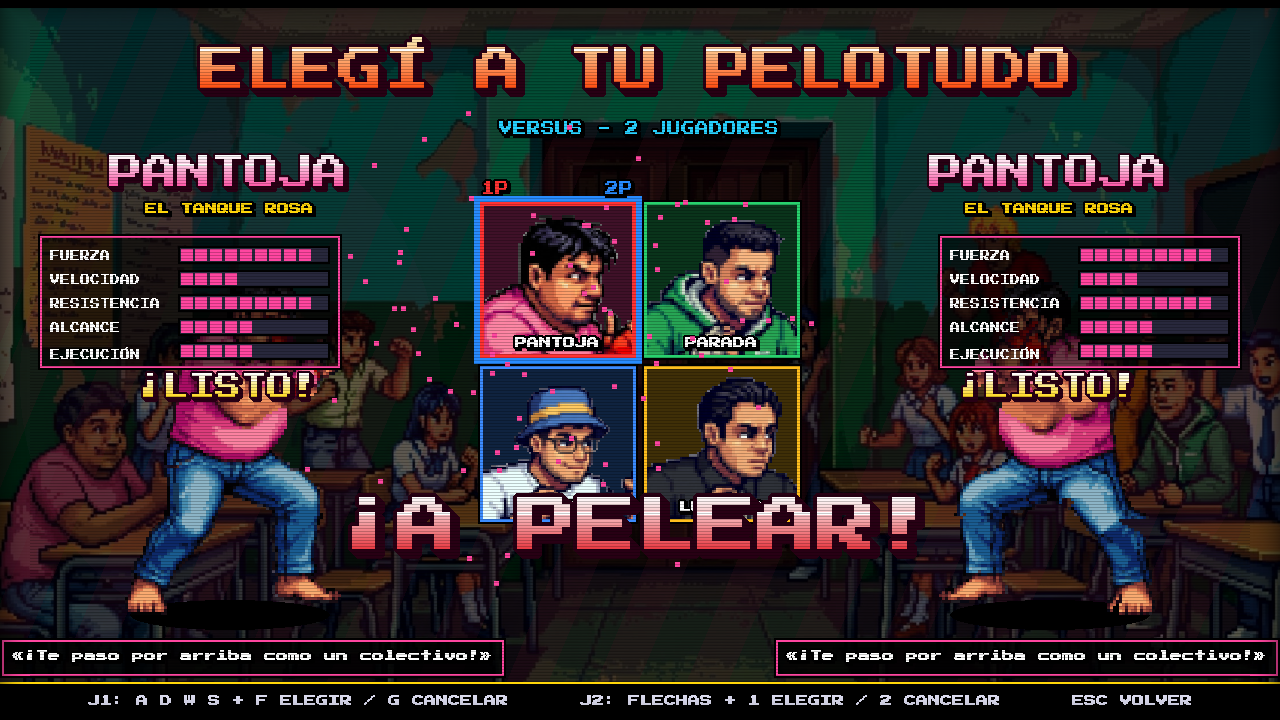 ELEGÍ A TU PELOTUDO
VERSUS - 2 JUGADORES
PANTOJA
EL TANQUE ROSA
FUERZA
VELOCIDAD
RESISTENCIA
ALCANCE
EJECUCIÓN
¡LISTO!
1P 2P
PANTOJA
PARADA
PANTOJA
EL TANQUE ROSA
FUERZA
VELOCIDAD
RESISTENCIA
ALCANCE
EJECUCIÓN
¡LISTO!
¡A PELEAR!
«¡Te paso por arriba como un colectivo!»
«¡Te paso por arriba como un colectivo!»
J1: A D W S + F ELEGIR / G CANCELAR
J2: FLECHAS + 1 ELEGIR / 2 CANCELAR
ESC VOLVER